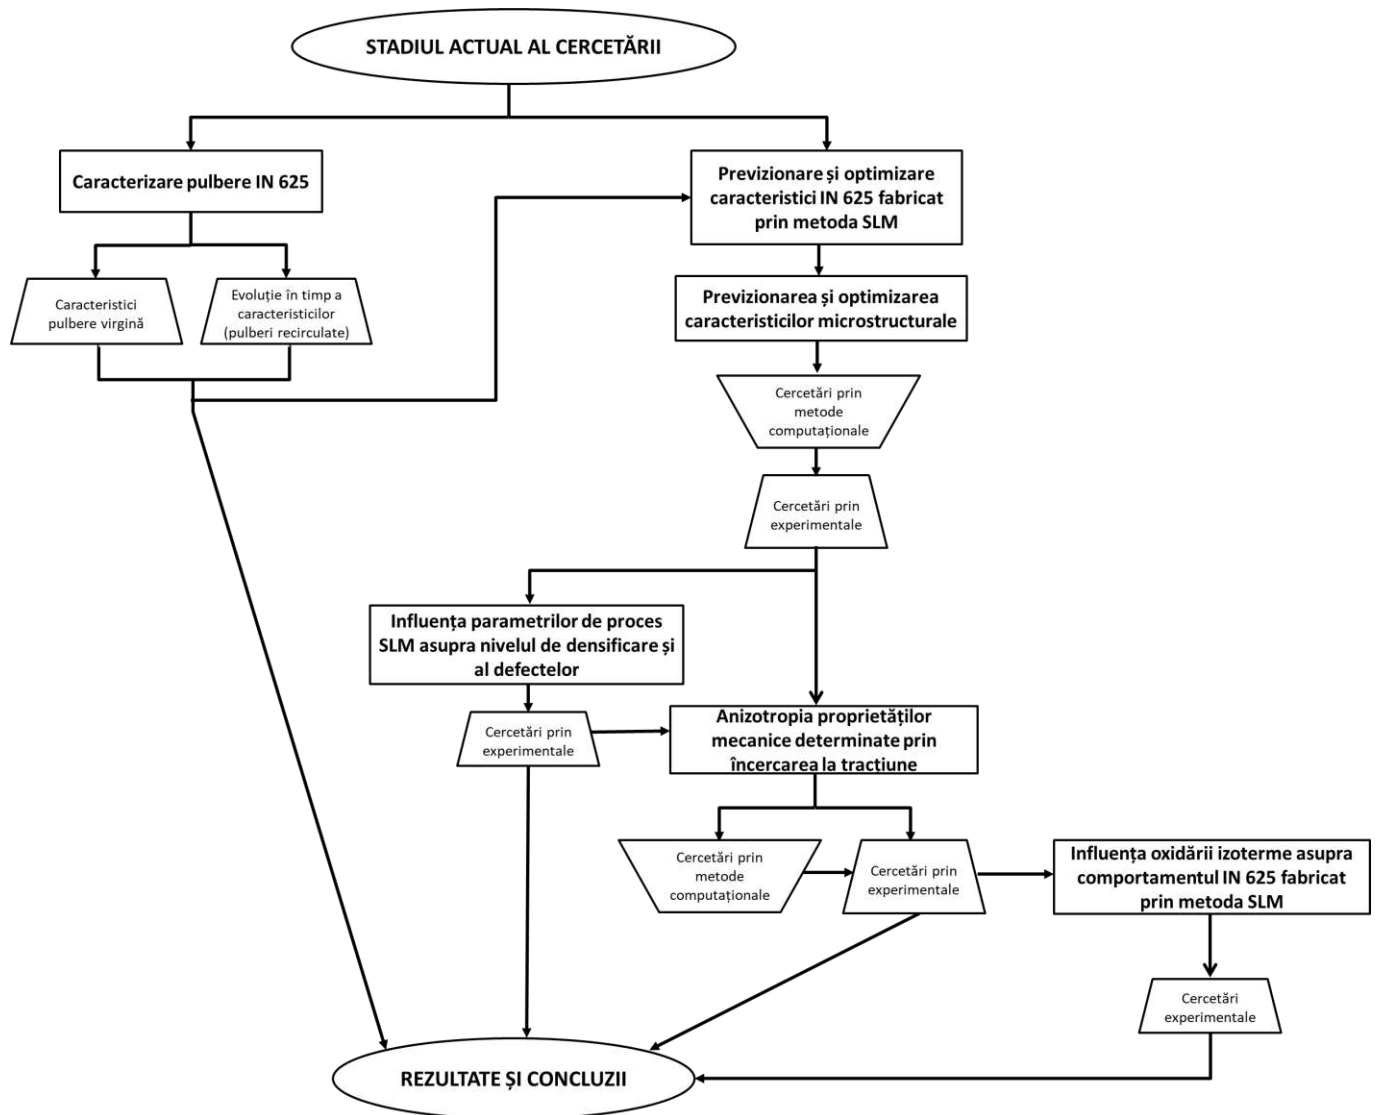 STADIUL ACTUAL AL CERCETĂRII
Caracterizare pulbere IN 625
Previzionare și optimizare
caracteristici IN 625 fabricat
prin metoda SLM
Caracteristici
pulbere virgină
Evoluție în timp a
caracteristicilor
(pulberi recirculate)
Previzionarea și optimizarea
caracteristicilor microstructurale
Cercetări prin
metode
computaționale
Cercetări prin
experimentale
Influența parametrilor de proces
SLM asupra nivelul de densificare și
al defectelor
Cercetări prin
experimentale
Anizotropia proprietăților
mecanice determinate prin
încercarea la tracțiune
Cercetări prin
metode
computaționale
Cercetări prin
experimentale
Influența oxidării izoterme asupra
comportamentul IN 625 fabricat
prin metoda SLM
Cercetări
experimentale
REZULTATE ȘI CONCLUZII